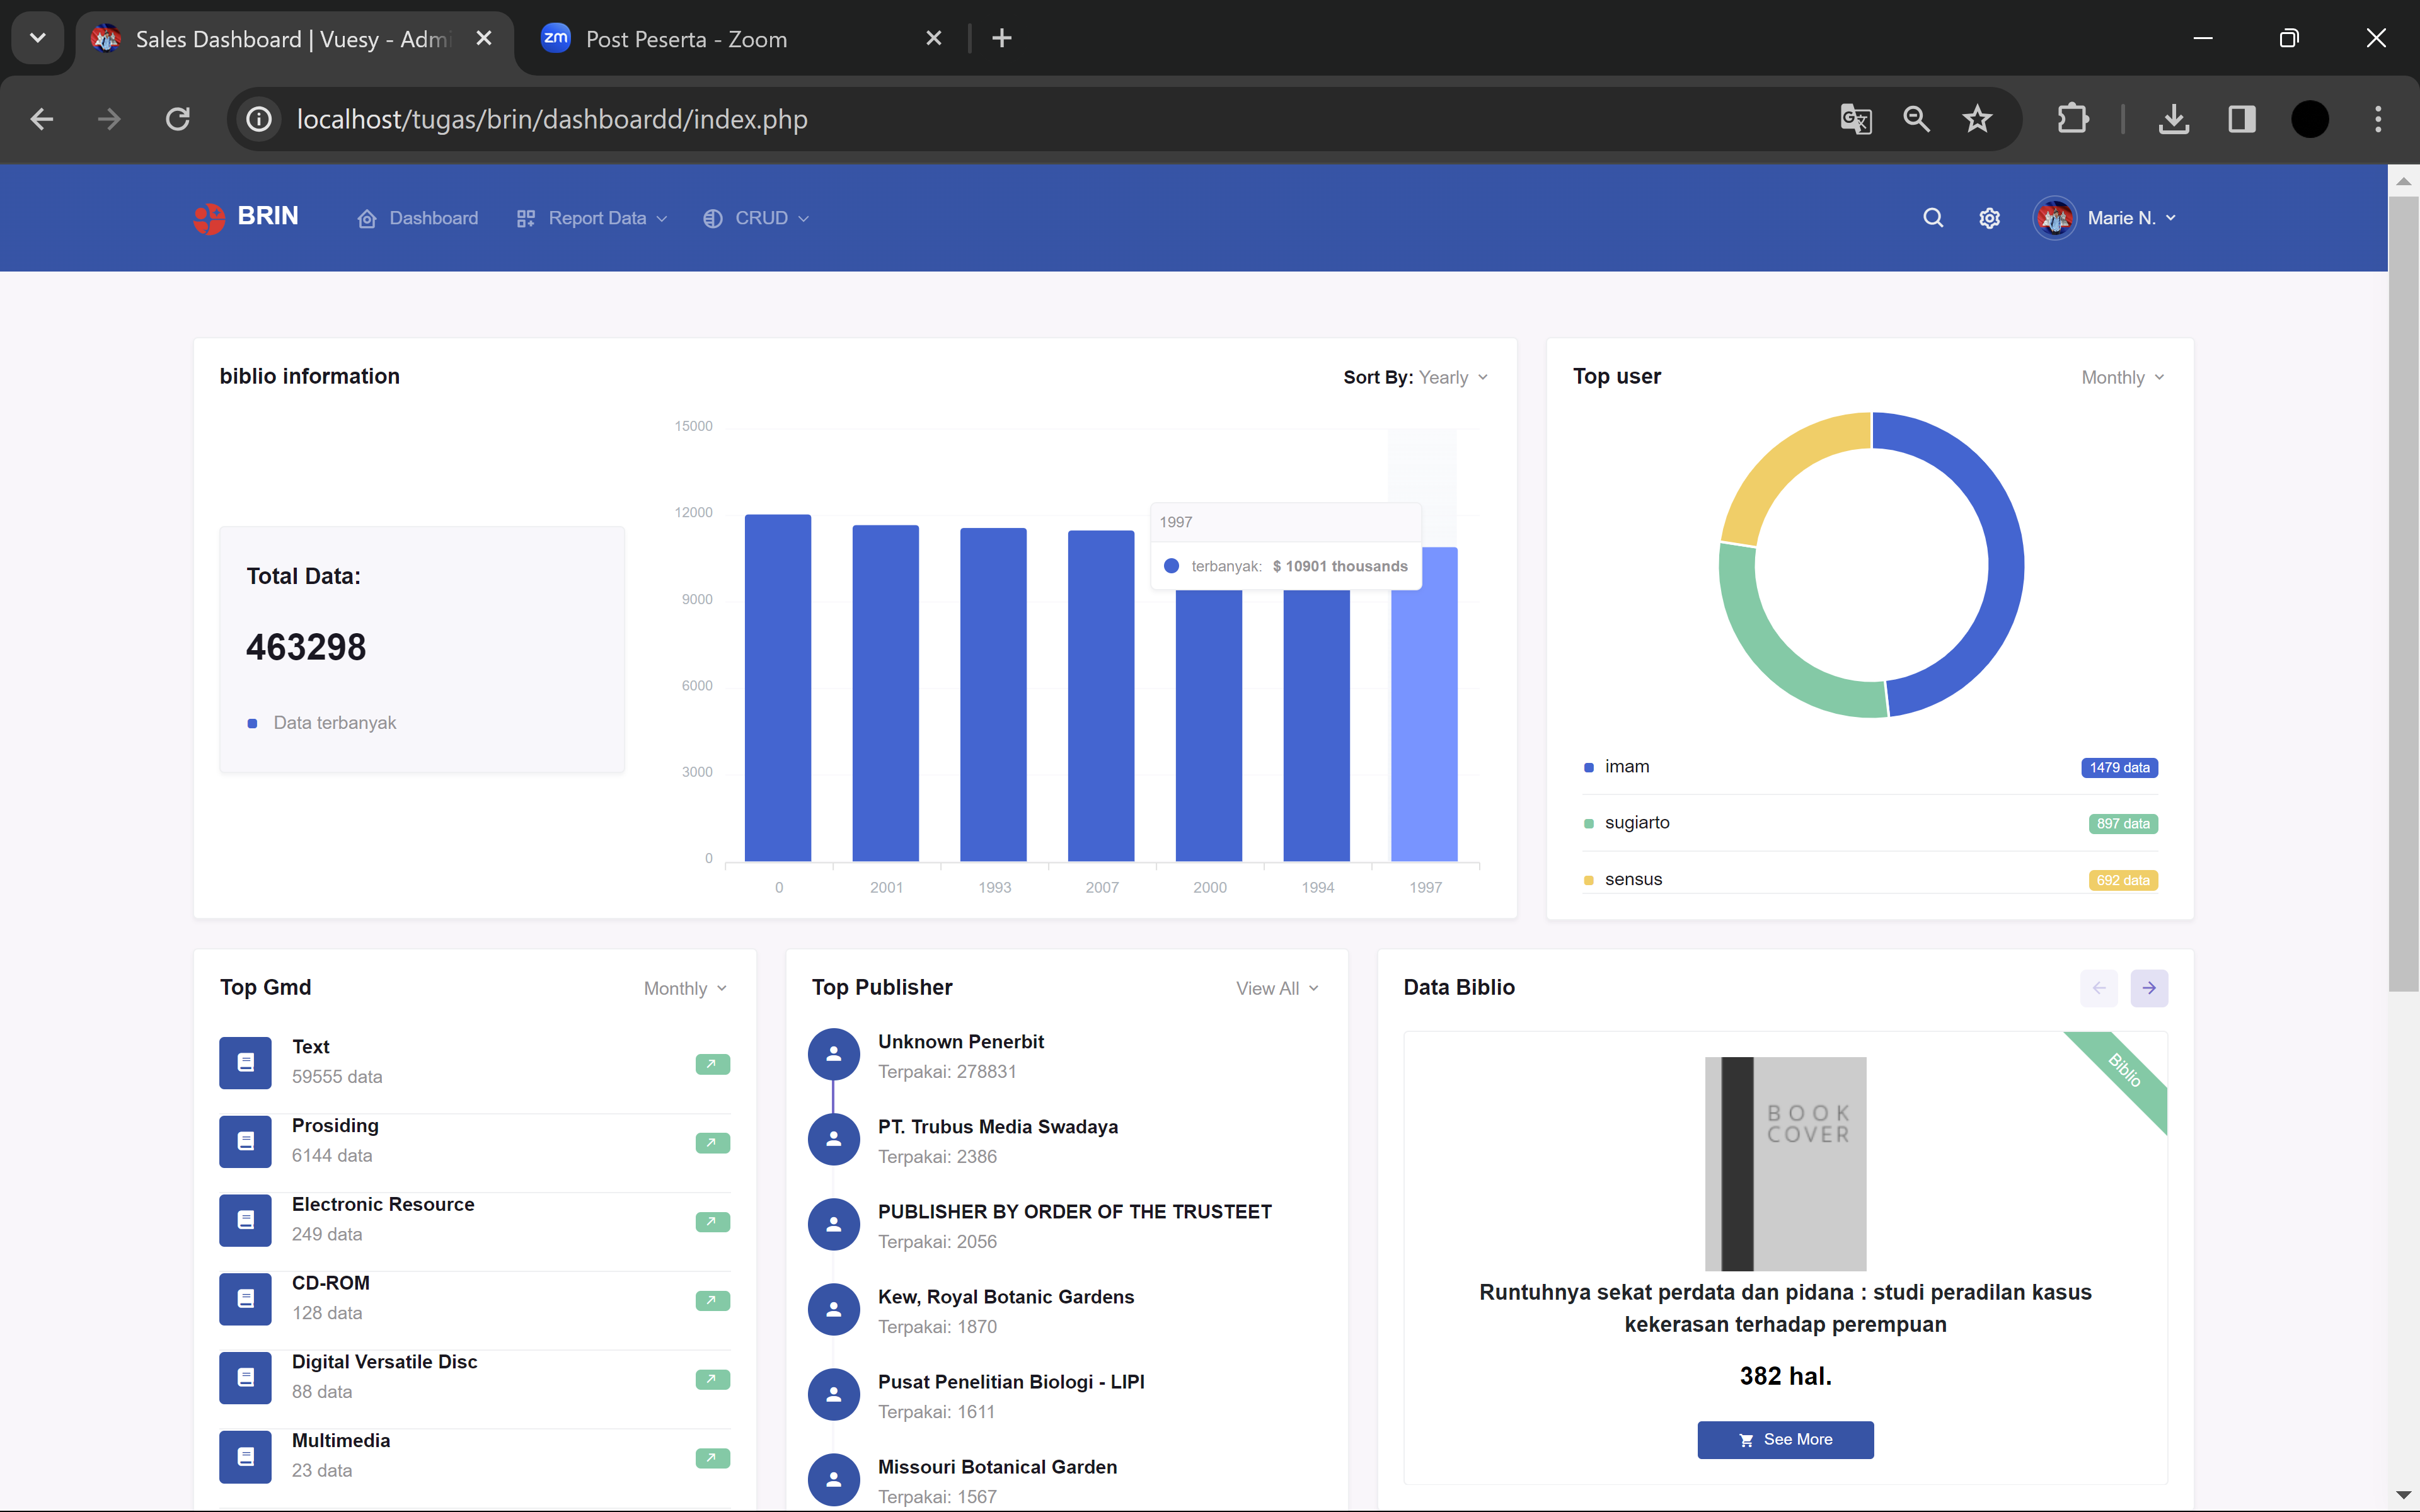 Sales Dashboard | Vuesy - Admi
zm Post Peserta - Zoom
localhost/tugas/brin/dashboardd/index.php
BRIN
Dashboard
Report Data
CRUD
Marie N.
biblio information
Sort By: Yearly
Total Data:
463298
Data terbanyak
15000
12000
9000
6000
3000
0
1997
terbanyak: $ 10901 thousands
0 2001 1993 2007 2000 1994 1997
Top user
Monthly
imam 1479 data
sugiarto 897 data
sensus 692 data
Top Gmd
Monthly
Text
59555 data
Prosiding
6144 data
Electronic Resource
249 data
CD-ROM
128 data
Digital Versatile Disc
88 data
Multimedia
23 data
Top Publisher
View All
Unknown Penerbit
Terpakai: 278831
PT. Trubus Media Swadaya
Terpakai: 2386
PUBLISHER BY ORDER OF THE TRUSTEET
Terpakai: 2056
Kew, Royal Botanic Gardens
Terpakai: 1870
Pusat Penelitian Biologi - LIPI
Terpakai: 1611
Missouri Botanical Garden
Terpakai: 1567
Data Biblio
Biblio
BOOK
COVER
Runtuhnya sekat perdata dan pidana : studi peradilan kasus
kekerasan terhadap perempuan
382 hal.
See More